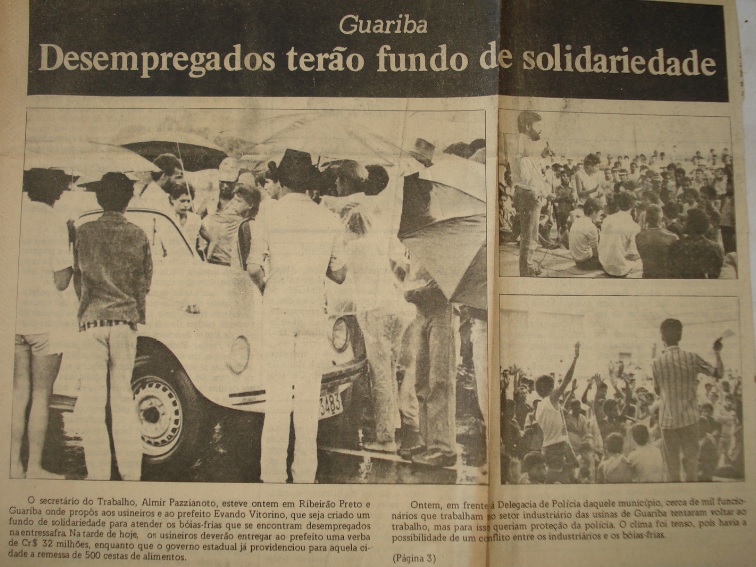 Guariba
Desempregados terão fundo de solidariedade
O secretário do Trabalho, Almir Pazzianoto, esteve ontem em Ribeirão Preto e
Guariba onde propôs aos usineiros e ao prefeito Evando Vitorino, que seja criado um
fundo de solidariedade para atender os bóias-frias que se encontram desempregados
na entressafra. Na tarde de hoje, os usineiros deverão entregar ao prefeito uma verba
de Cr$ 32 milhões, enquanto que o governo estadual já providenciou para aquela ci-
dade a remessa de 500 cestas de alimentos.
Ontem, em frente à Delegacia de Polícia daquele município, cerca de mil funcio-
nários que trabalham no setor industriário das usinas de Guariba tentaram voltar ao
trabalho, mas para isso queriam proteção da polícia. O clima foi tenso, pois havia a
possibilidade de um conflito entre os industriários e os bóias-frias.
(Página 3)